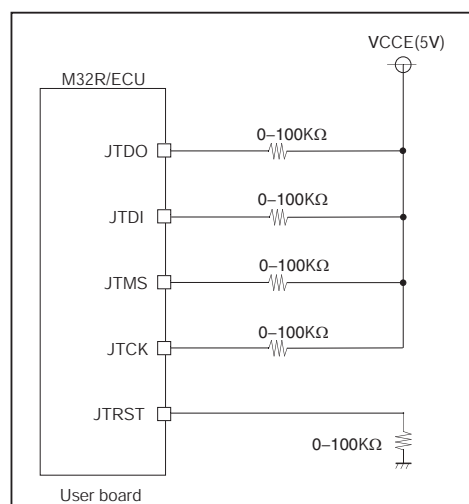 VCCE(5V)
M32R/ECU
0–100KΩ
JTDO
0–100KΩ
JTDI
0–100KΩ
JTMS
0–100KΩ
JTCK
JTRST
0–100KΩ
User board